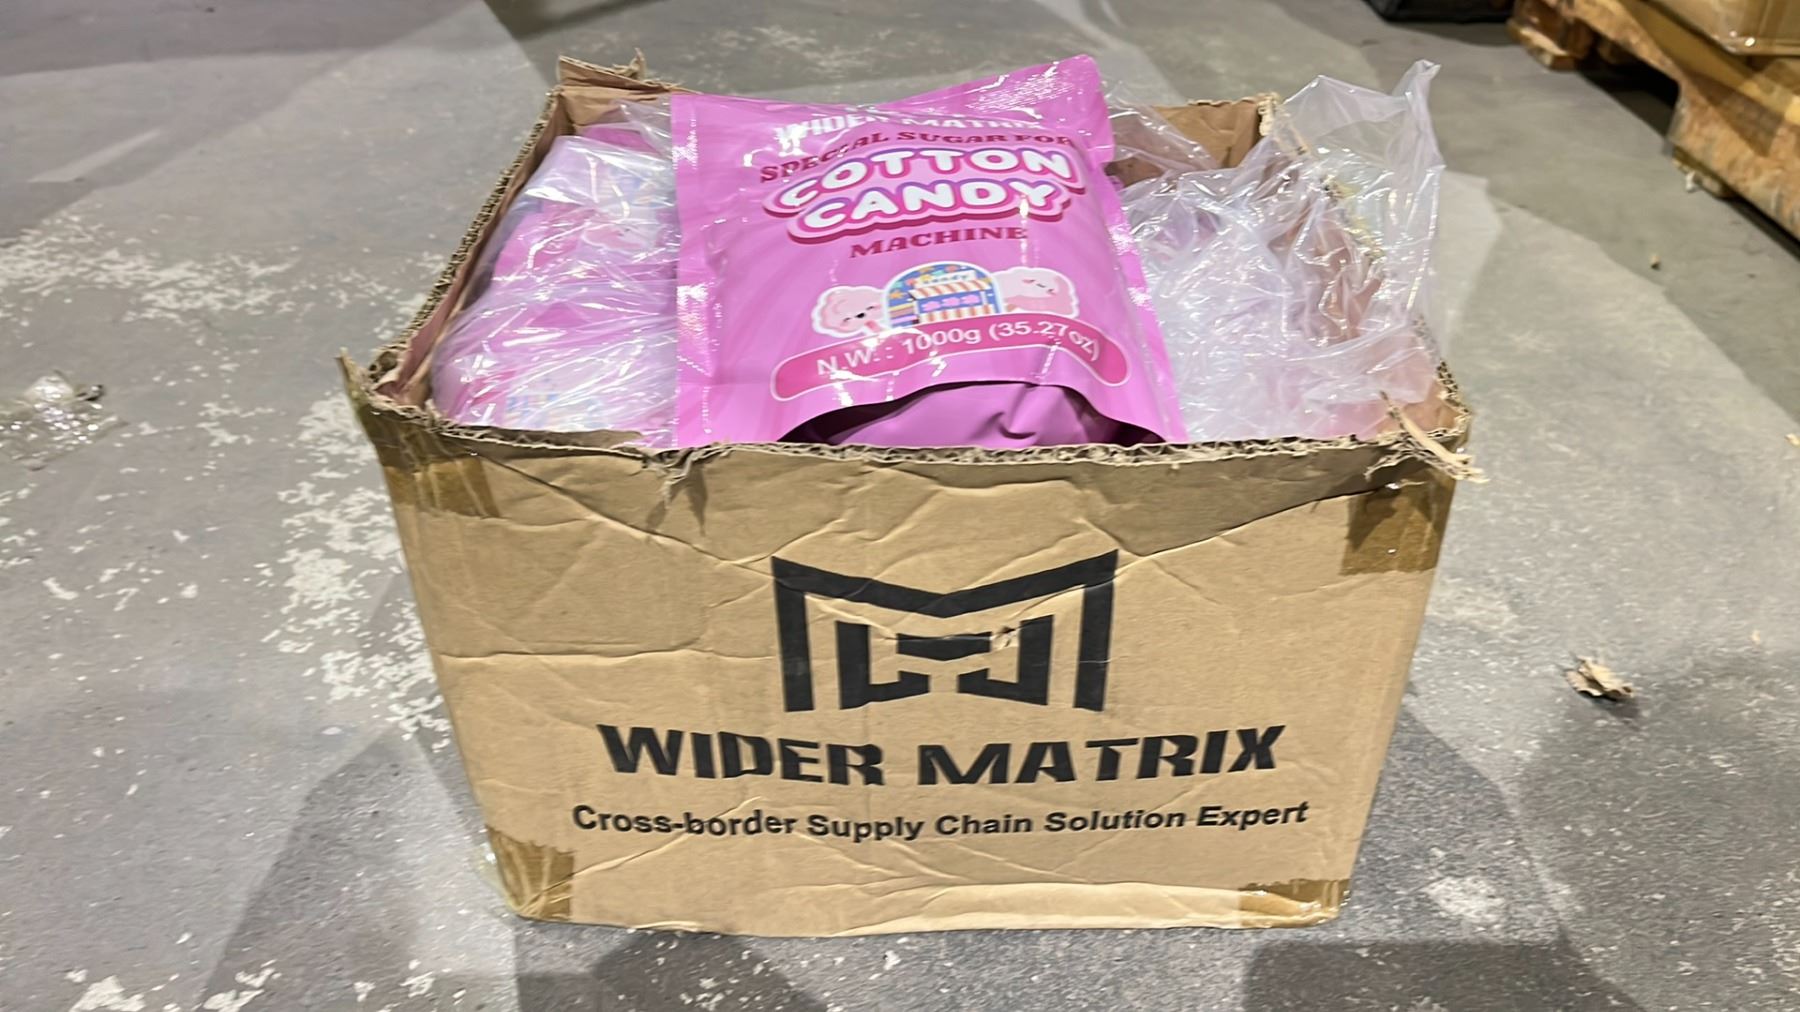 WIDER MATRIX
SPECIAL SUGAR FOR
COTTON
CANDY
MACHINE
N.W.: 1000g (35.27oz)
WIDER MATRIX
Cross-border Supply Chain Solution Expert